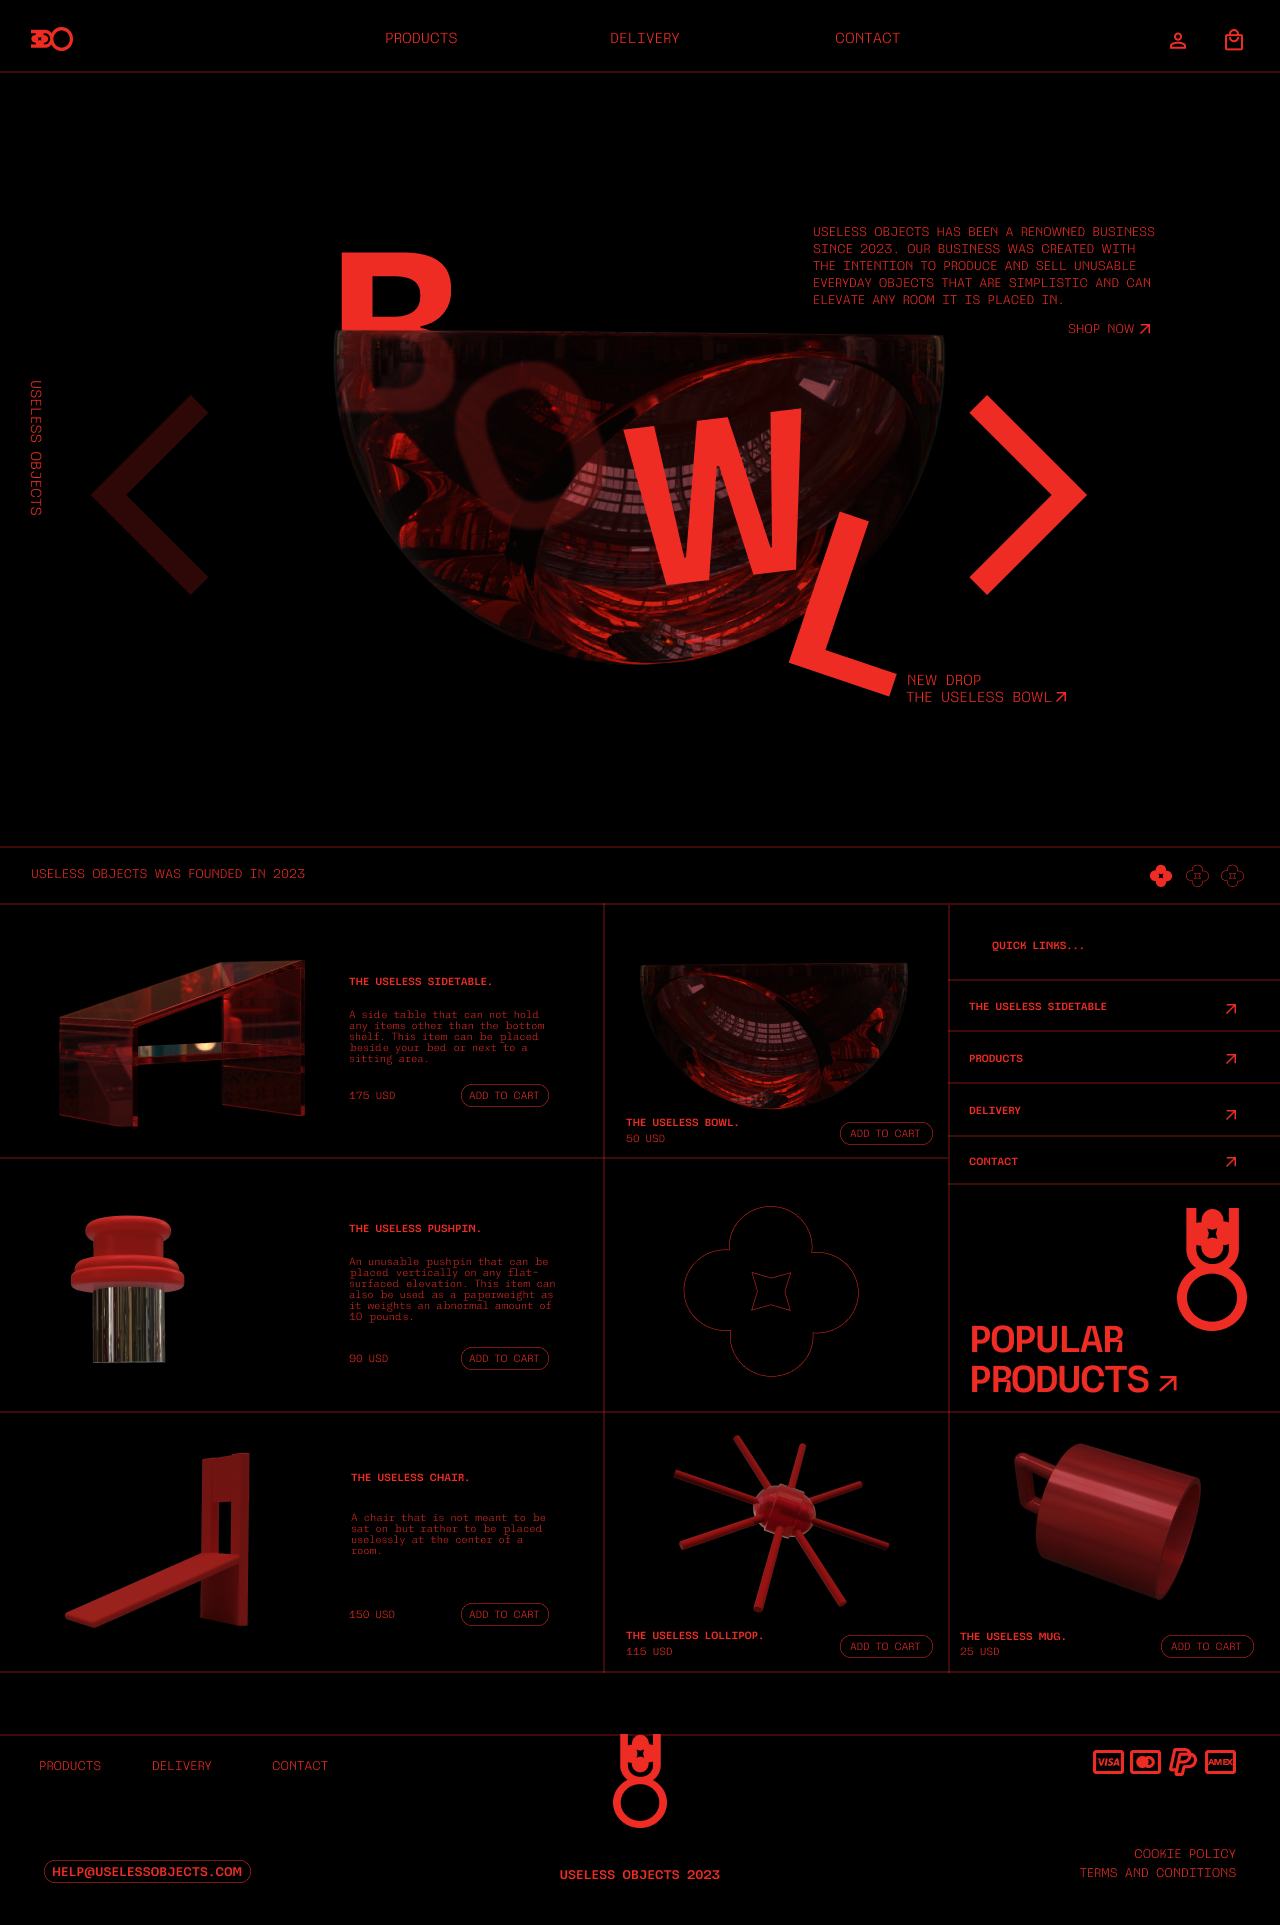 PRODUCTS
DELIVERY
CONTACT
USELESS OBJECTS HAS BEEN A RENOWNED BUSINESS
SINCE 2023. OUR BUSINESS WAS CREATED WITH
THE INTENTION TO PRODUCE AND SELL UNUSABLE
EVERYDAY OBJECTS THAT ARE SIMPLISTIC AND CAN
ELEVATE ANY ROOM IT IS PLACED IN.
SHOP NOW
USELESS OBJECTS
BOWL
NEW DROP
THE USELESS BOWL
USELESS OBJECTS WAS FOUNDED IN 2023
THE USELESS SIDETABLE.
A side table that can not hold
any items other than the bottom
shelf. This item can be placed
beside your bed or next to a
sitting area.
175 USD
ADD TO CART
THE USELESS BOWL.
50 USD
ADD TO CART
QUICK LINKS...
THE USELESS SIDETABLE
PRODUCTS
DELIVERY
CONTACT
THE USELESS PUSHPIN.
An unusable pushpin that can be
placed vertically on any flat-
surfaced elevation. This item can
also be used as a paperweight as
it weights an abnormal amount of
10 pounds.
90 USD
ADD TO CART
POPULAR
PRODUCTS
THE USELESS CHAIR.
A chair that is not meant to be
sat on but rather to be placed
uselessly at the center of a
room.
150 USD
ADD TO CART
THE USELESS LOLLIPOP.
115 USD
ADD TO CART
THE USELESS MUG.
25 USD
ADD TO CART
PRODUCTS
DELIVERY
CONTACT
VISA
AMEX
HELP@USELESSOBJECTS.COM
USELESS OBJECTS 2023
COOKIE POLICY
TERMS AND CONDITIONS